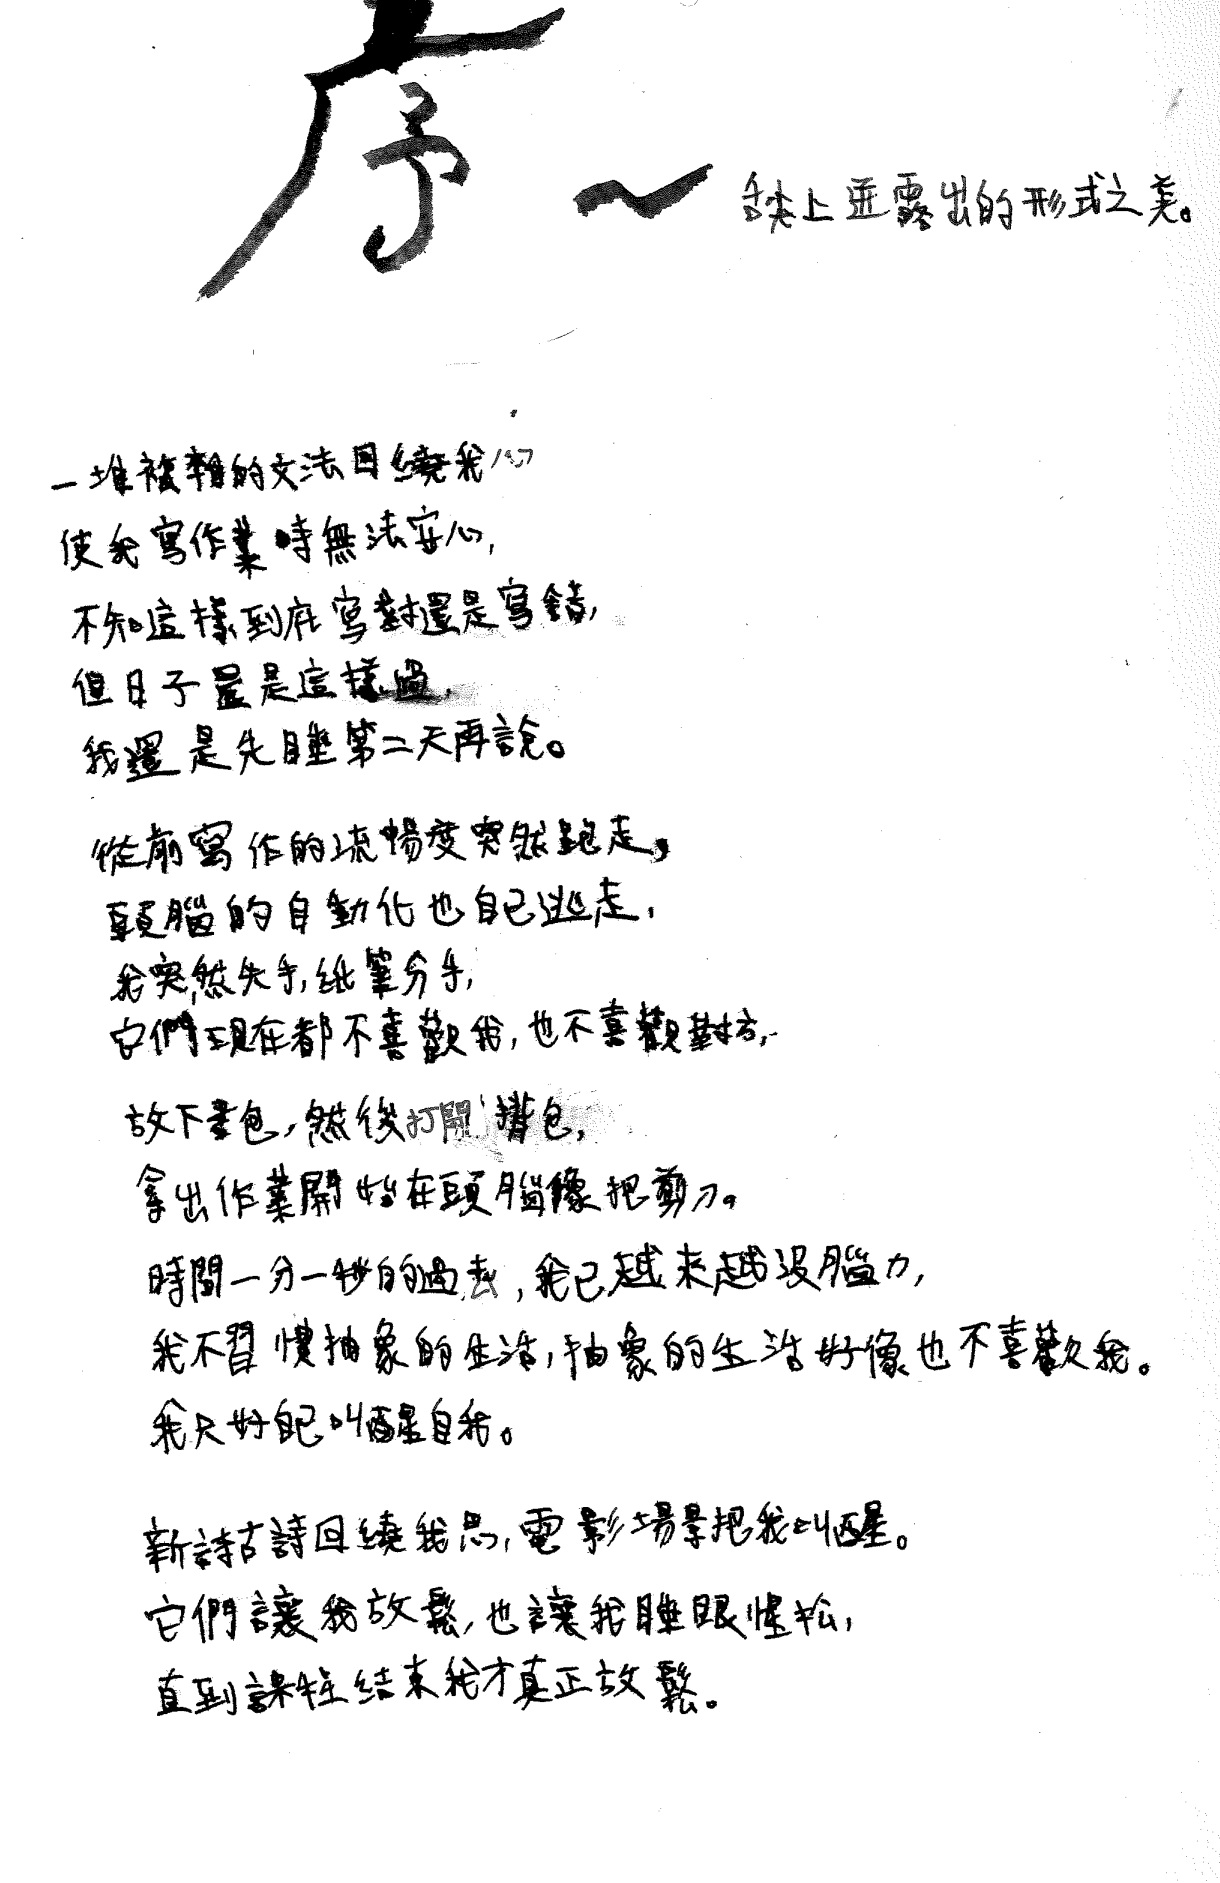 序~舌尖上透露出的形式之美。
一堆複雜的文法回繞我心
使我寫作業時無法安心,
不知這樣到底寫對還是寫錯,
但日子還是這樣過,
我還是先睡第二天再說。
從前寫作的流暢度突然跑走,
頭腦的自動化也自己逃走,
我突然失手,紙筆分手,
它們現在都不喜歡我,也不喜歡對方,
放下書包,然後打開背包,
拿出作業開始在頭腦像把剪刀。
時間一分一秒的過去,我已越來越沒腦力,
我不習慣抽象的生活,抽象的生活好像也不喜歡我。
我只好自己叫醒自我。
新詩古詩回繞我思,電影場景把我叫醒。
它們讓我放鬆,也讓我睡眼惺松,
直到課程結束我才真正放鬆。